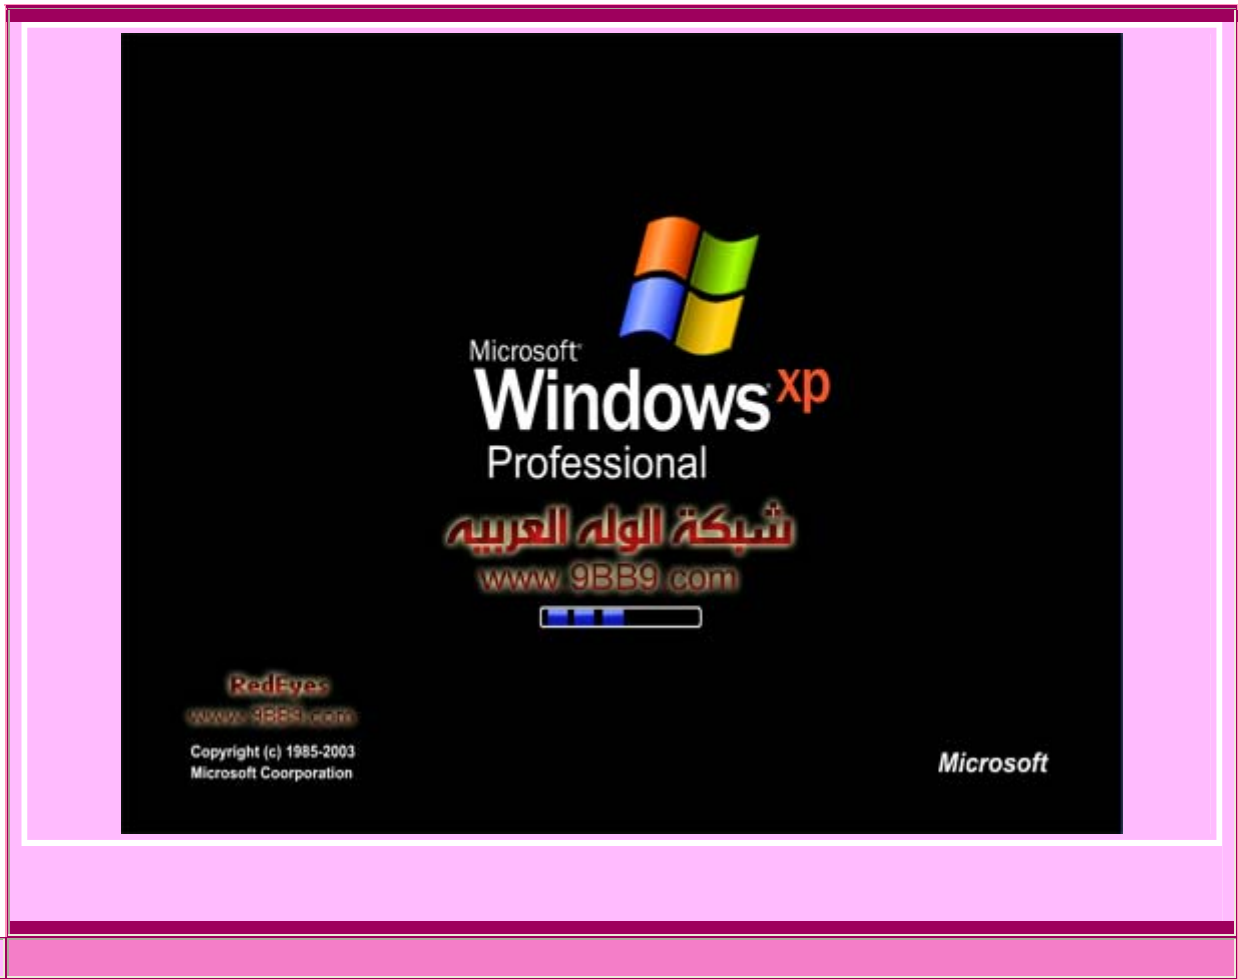 Microsoft®
Windows® xp
Professional
شبكة الوله العربيه
www.9BB9.com
RedEyes
www.9BB9.com
Copyright (c) 1985-2003
Microsoft Coorporation
Microsoft